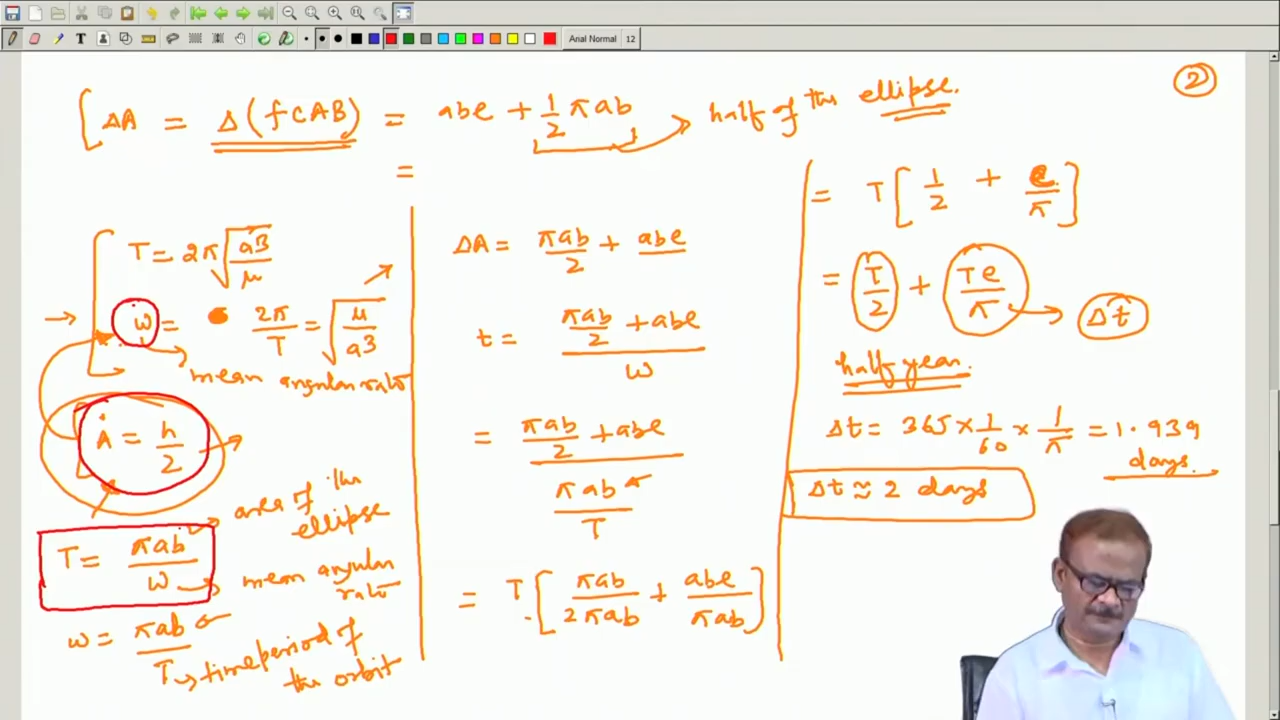 Arial Normal 12
②
ΔA = Δ(fCAB) = abe + 1/2 πab → half of the ellipse.
=
T = 2π√(a3/μ)
ẇ = 2π/T = √(μ/a3)
mean angular rate
Ȧ = h/2
T = πab/w
area of the ellipse
mean angular rate
w = πab/T
time period of the orbit
ΔA = πab/2 + abe
t = (πab/2 + abe)/w
= (πab/2 + abe)/(πab/T)
= T[πab/2πab + abe/πab]
= T[1/2 + e/π]
= T/2 + Te/π → Δt
half year.
Δt = 365 × 1/60 × 1/π = 1.939 days.
Δt ≈ 2 days